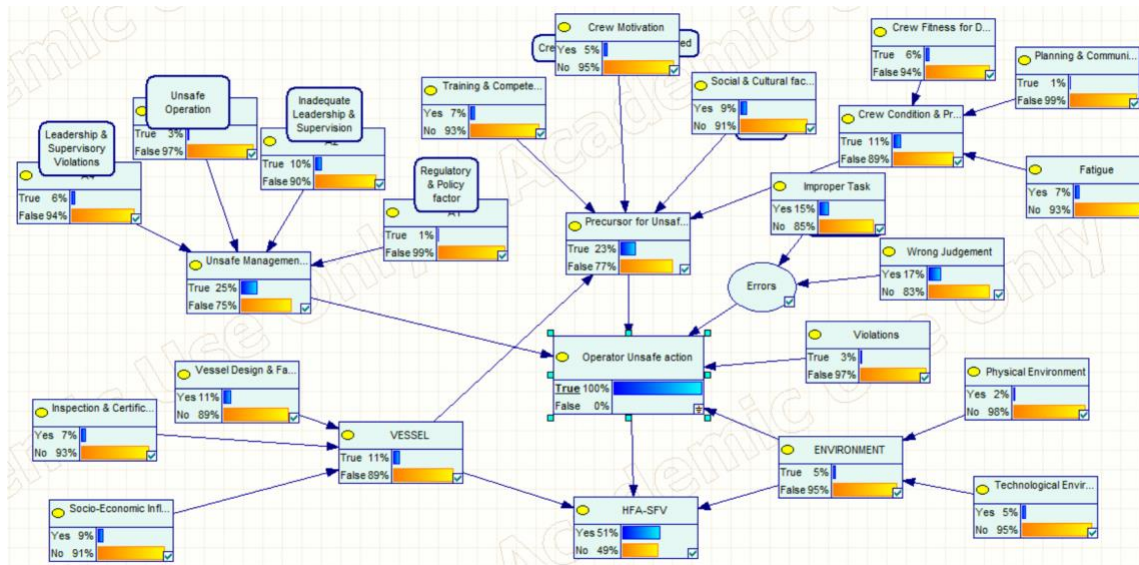 Crew Motivation
Yes 5%
No 95%
Cre
ed
Crew Fitness for D...
True 6%
False 94%
Planning & Communi...
True 1%
False 99%
Training & Compete...
Yes 7%
No 93%
Social & Cultural fac...
Yes 9%
No 91%
Unsafe
Operation
True 3%
False 97%
Inadequate
Leadership &
Supervision
A2
True 10%
False 90%
Crew Condition & Pr...
True 11%
False 89%
Leadership &
Supervisory
Violations
A4
True 6%
False 94%
Regulatory
& Policy
factor
A1
True 1%
False 99%
Improper Task
Yes 15%
No 85%
Fatigue
Yes 7%
No 93%
Precursor for Unsaf...
True 23%
False 77%
Unsafe Managemen...
True 25%
False 75%
Errors
Wrong Judgement
Yes 17%
No 83%
Operator Unsafe action
True 100%
False 0%
Violations
True 3%
False 97%
Vessel Design & Fa...
Yes 11%
No 89%
Physical Environment
Yes 2%
No 98%
Inspection & Certific...
Yes 7%
No 93%
VESSEL
True 11%
False 89%
ENVIRONMENT
True 5%
False 95%
Technological Envir...
Yes 5%
No 95%
Socio-Economic Infl...
Yes 9%
No 91%
HFA-SFV
Yes 51%
No 49%
Academic Use Only